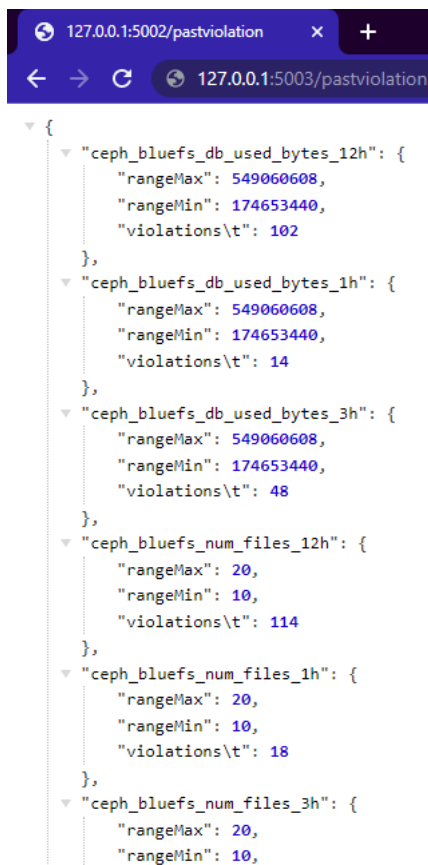 127.0.0.1:5002/pastviolation
127.0.0.1:5003/pastviolation
{
"ceph_bluefs_db_used_bytes_12h": {
"rangeMax": 549060608,
"rangeMin": 174653440,
"violations\t": 102
},
"ceph_bluefs_db_used_bytes_1h": {
"rangeMax": 549060608,
"rangeMin": 174653440,
"violations\t": 14
},
"ceph_bluefs_db_used_bytes_3h": {
"rangeMax": 549060608,
"rangeMin": 174653440,
"violations\t": 48
},
"ceph_bluefs_num_files_12h": {
"rangeMax": 20,
"rangeMin": 10,
"violations\t": 114
},
"ceph_bluefs_num_files_1h": {
"rangeMax": 20,
"rangeMin": 10,
"violations\t": 18
},
"ceph_bluefs_num_files_3h": {
"rangeMax": 20,
"rangeMin": 10,